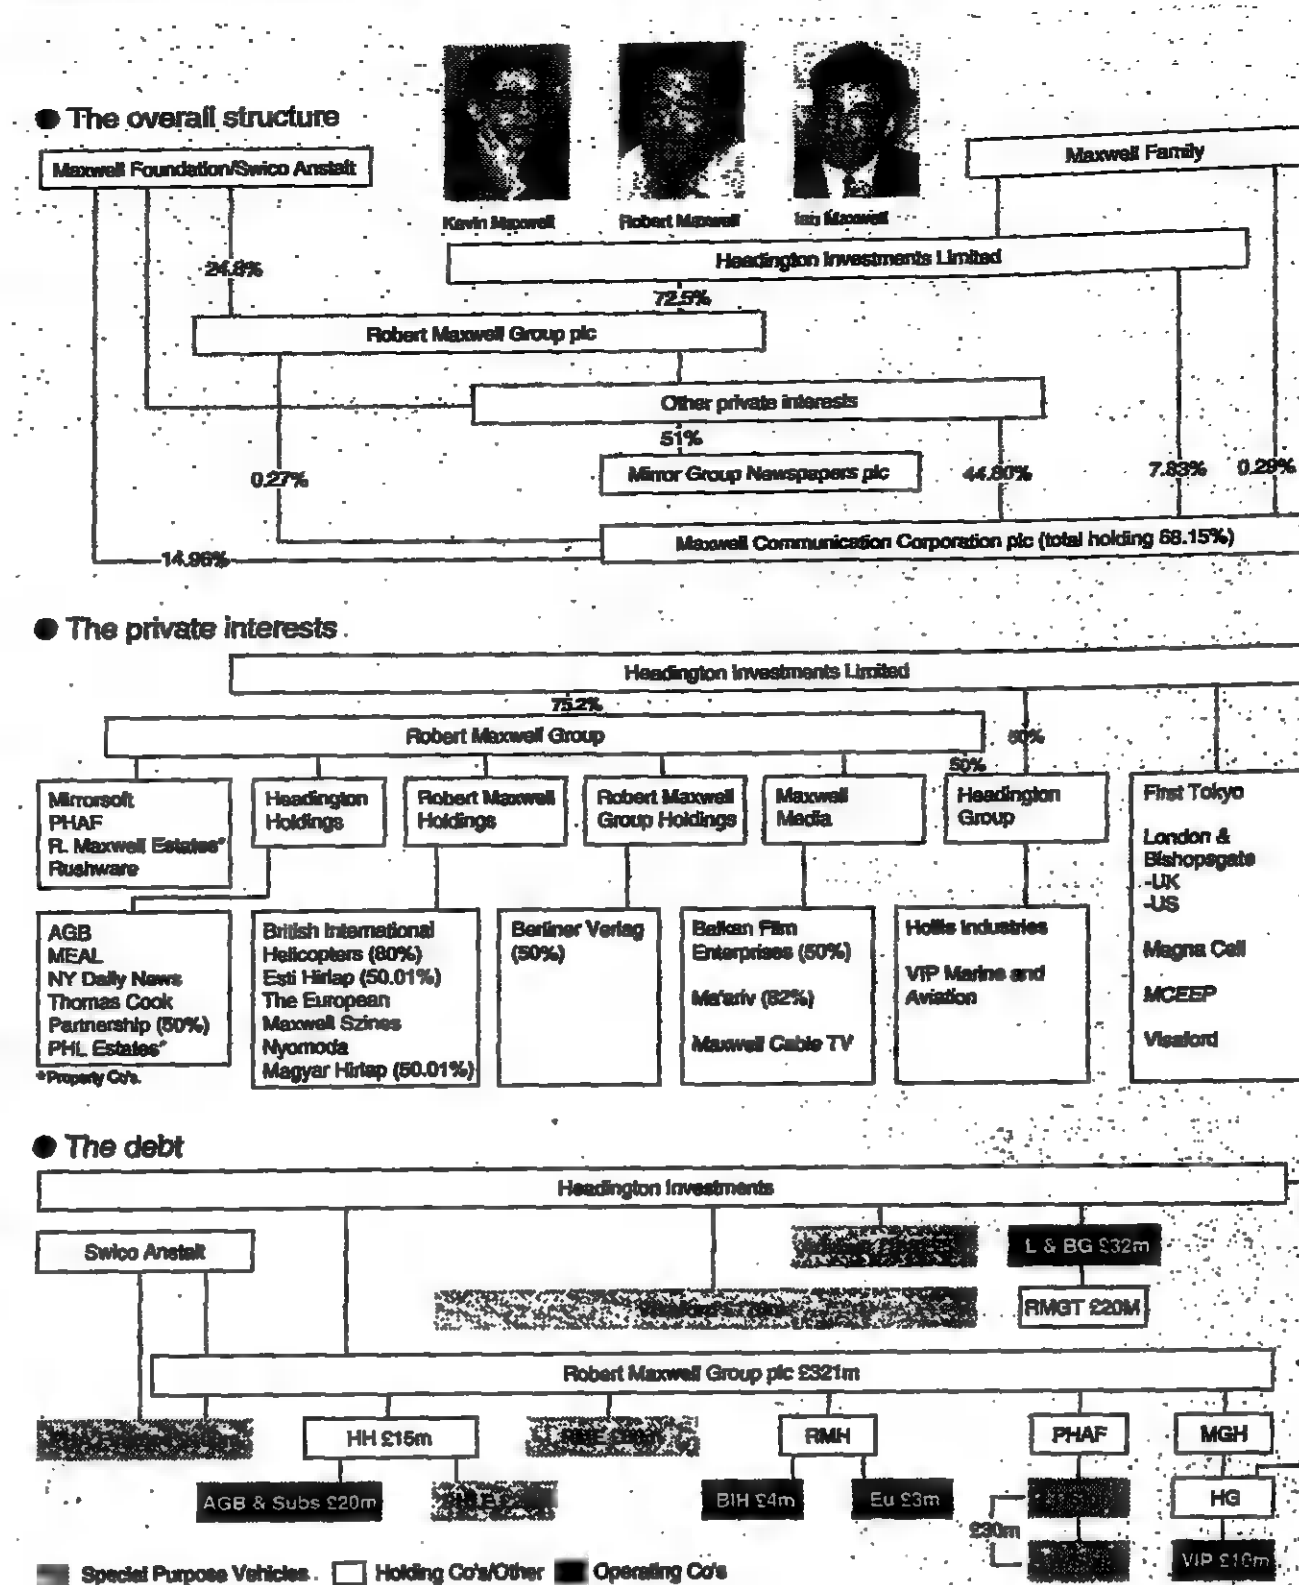 The overall structure
Maxwell Foundation/Swico Anstalt
Kevin Maxwell
Robert Maxwell
Ian Maxwell
Maxwell Family
Headington Investments Limited
24.8%
72.5%
Robert Maxwell Group plc
Other private interests
51%
Mirror Group Newspapers plc
0.27%
44.80%
7.83%
0.29%
Maxwell Communication Corporation plc (total holding 68.15%)
14.96%
The private interests
Headington Investments Limited
75.2%
Robert Maxwell Group
50%
50%
Mirrorsoft
PHAF
R. Maxwell Estates*
Rushware
Headington
Holdings
Robert Maxwell
Holdings
Robert Maxwell
Group Holdings
Maxwell
Media
Headington
Group
First Tokyo
London &
Bishopsgate
-UK
-US
Magna Cell
MCEEP
Visaford
AGB
MEAL
NY Daily News
Thomas Cook
Partnership (50%)
PHL Estates*
*Property Co's.
British International
Helicopters (80%)
Esti Hirlap (50.01%)
The European
Maxwell Szines
Nyomoda
Magyar Hirlap (50.01%)
Berliner Verlag
(50%)
Balkan Film
Enterprises (50%)
Ma'ariv (82%)
Maxwell Cable TV
Hollis Industries
VIP Marine and
Aviation
The debt
Headington Investments
Swico Anstalt
L & BG £32m
RMGT £20M
Robert Maxwell Group plc £321m
HH £15m
RMH
PHAF
MGH
AGB & Subs £20m
BIH £4m
Eu £3m
HG
£30m
VIP £10m
Special Purpose Vehicles
Holding Co's/Other
Operating Co's